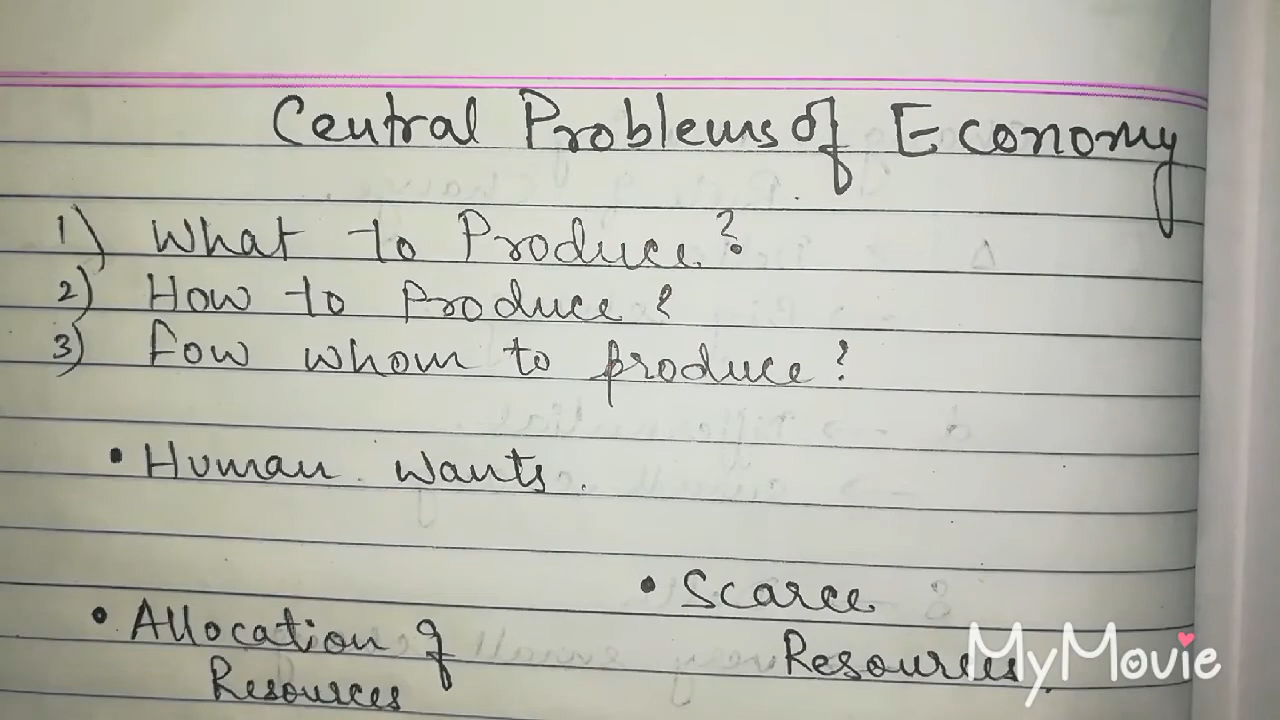 Central Problems of Economy
1) What to Produce?
2) How to Produce?
3) Fow whom to produce?
• Human wants.
• Scarce
Resources.
• Allocation of
Resources
MyMovie